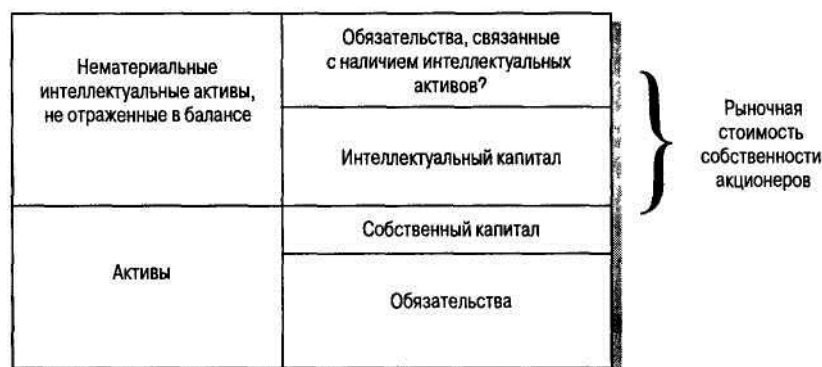 Нематериальные
интеллектуальные активы,
не отраженные в балансе
Обязательства, связанные
с наличием интеллектуальных
активов?
Интеллектуальный капитал
Рыночная
стоимость
собственности
акционеров
Активы
Собственный капитал
Обязательства